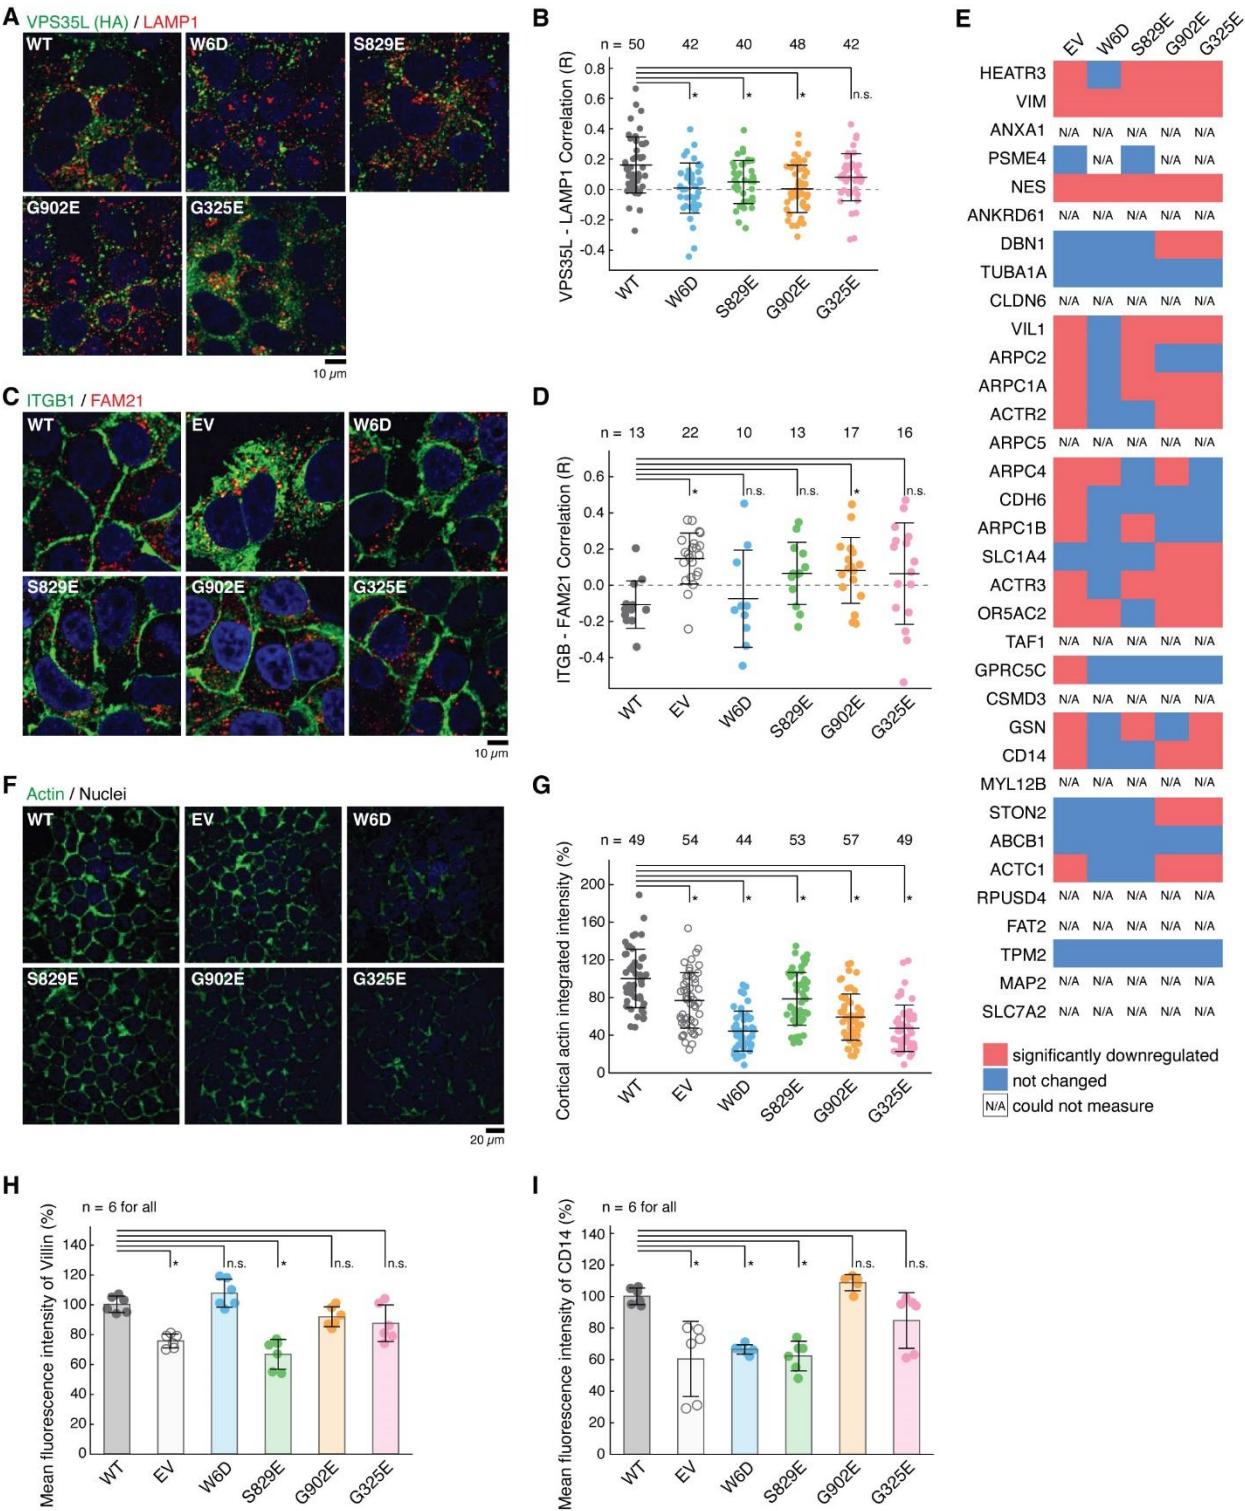 A
VPS35L (HA) / LAMP1
WT
W6D
S829E
G902E
G325E
10 µm
B
n = 50 42 40 48 42
VPS35L - LAMP1 Correlation (R)
0.8
0.6
0.4
0.2
0.0
-0.2
-0.4
* * * n.s.
WT W6D S829E G902E G325E
C
ITGB1 / FAM21
WT
EV
W6D
S829E
G902E
G325E
10 µm
D
n = 13 22 10 13 17 16
ITGB - FAM21 Correlation (R)
0.6
0.4
0.2
0.0
-0.2
-0.4
* n.s. n.s. * n.s.
WT EV W6D S829E G902E G325E
E
EV W6D S829E G902E G325E
HEATR3
VIM
ANXA1 N/A N/A N/A N/A N/A
PSME4 N/A N/A N/A
NES
ANKRD61 N/A N/A N/A N/A N/A
DBN1
TUBA1A
CLDN6 N/A N/A N/A N/A N/A
VIL1
ARPC2
ARPC1A
ACTR2
ARPC5 N/A N/A N/A N/A N/A
ARPC4
CDH6
ARPC1B
SLC1A4
ACTR3
OR5AC2
TAF1 N/A N/A N/A N/A N/A
GPRC5C
CSMD3 N/A N/A N/A N/A N/A
GSN
CD14
MYL12B N/A N/A N/A N/A N/A
STON2
ABCB1
ACTC1
RPUSD4 N/A N/A N/A N/A N/A
FAT2 N/A N/A N/A N/A N/A
TPM2
MAP2 N/A N/A N/A N/A N/A
SLC7A2 N/A N/A N/A N/A N/A
significantly downregulated
not changed
N/A could not measure
F
Actin / Nuclei
WT
EV
W6D
S829E
G902E
G325E
20 µm
G
n = 49 54 44 53 57 49
Cortical actin integrated intensity (%)
200
160
120
80
40
0
* * * * *
WT EV W6D S829E G902E G325E
H
n = 6 for all
Mean fluorescence intensity of Villin (%)
140
120
100
80
60
40
20
0
* n.s. * n.s. n.s.
WT EV W6D S829E G902E G325E
I
n = 6 for all
Mean fluorescence intensity of CD14 (%)
140
120
100
80
60
40
20
0
* * * n.s. n.s.
WT EV W6D S829E G902E G325E